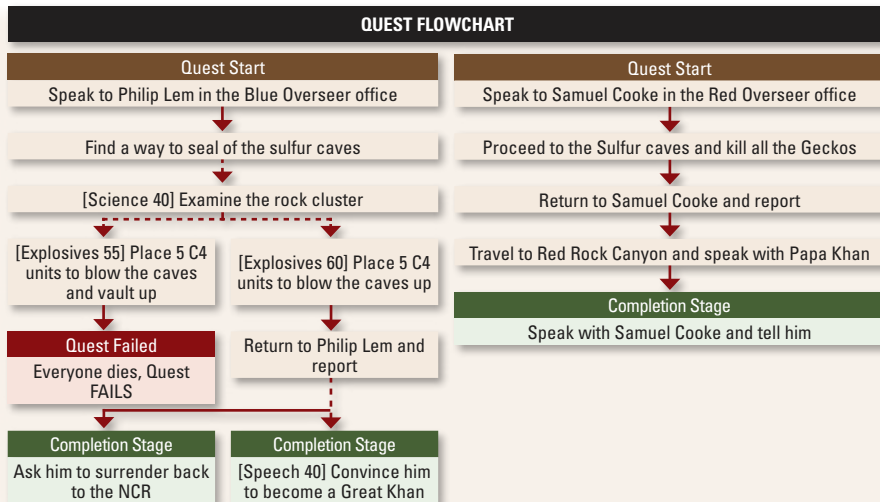 QUEST FLOWCHART
Quest Start
Speak to Philip Lem in the Blue Overseer office
Find a way to seal of the sulfur caves
[Science 40] Examine the rock cluster
[Explosives 55] Place 5 C4
units to blow the caves
and vault up
Quest Failed
Everyone dies, Quest
FAILS
[Explosives 60] Place 5 C4
units to blow the caves up
Return to Philip Lem and
report
Completion Stage
Ask him to surrender back
to the NCR
Completion Stage
[Speech 40] Convince him
to become a Great Khan
Quest Start
Speak to Samuel Cooke in the Red Overseer office
Proceed to the Sulfur caves and kill all the Geckos
Return to Samuel Cooke and report
Travel to Red Rock Canyon and speak with Papa Khan
Completion Stage
Speak with Samuel Cooke and tell him